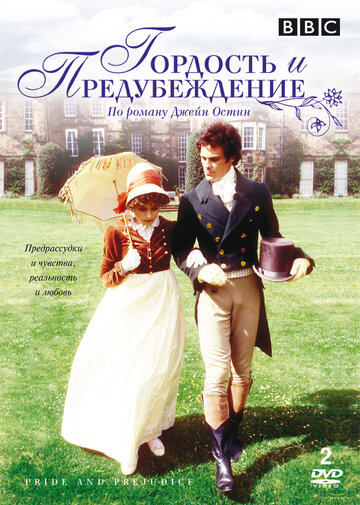 BBC
Гордость и
Предубеждение
По роману Джейн Остин
Предрассудки
и чувства,
реальность
и любовь
2
DVD
VIDEO
PRIDE AND PREJUDICE